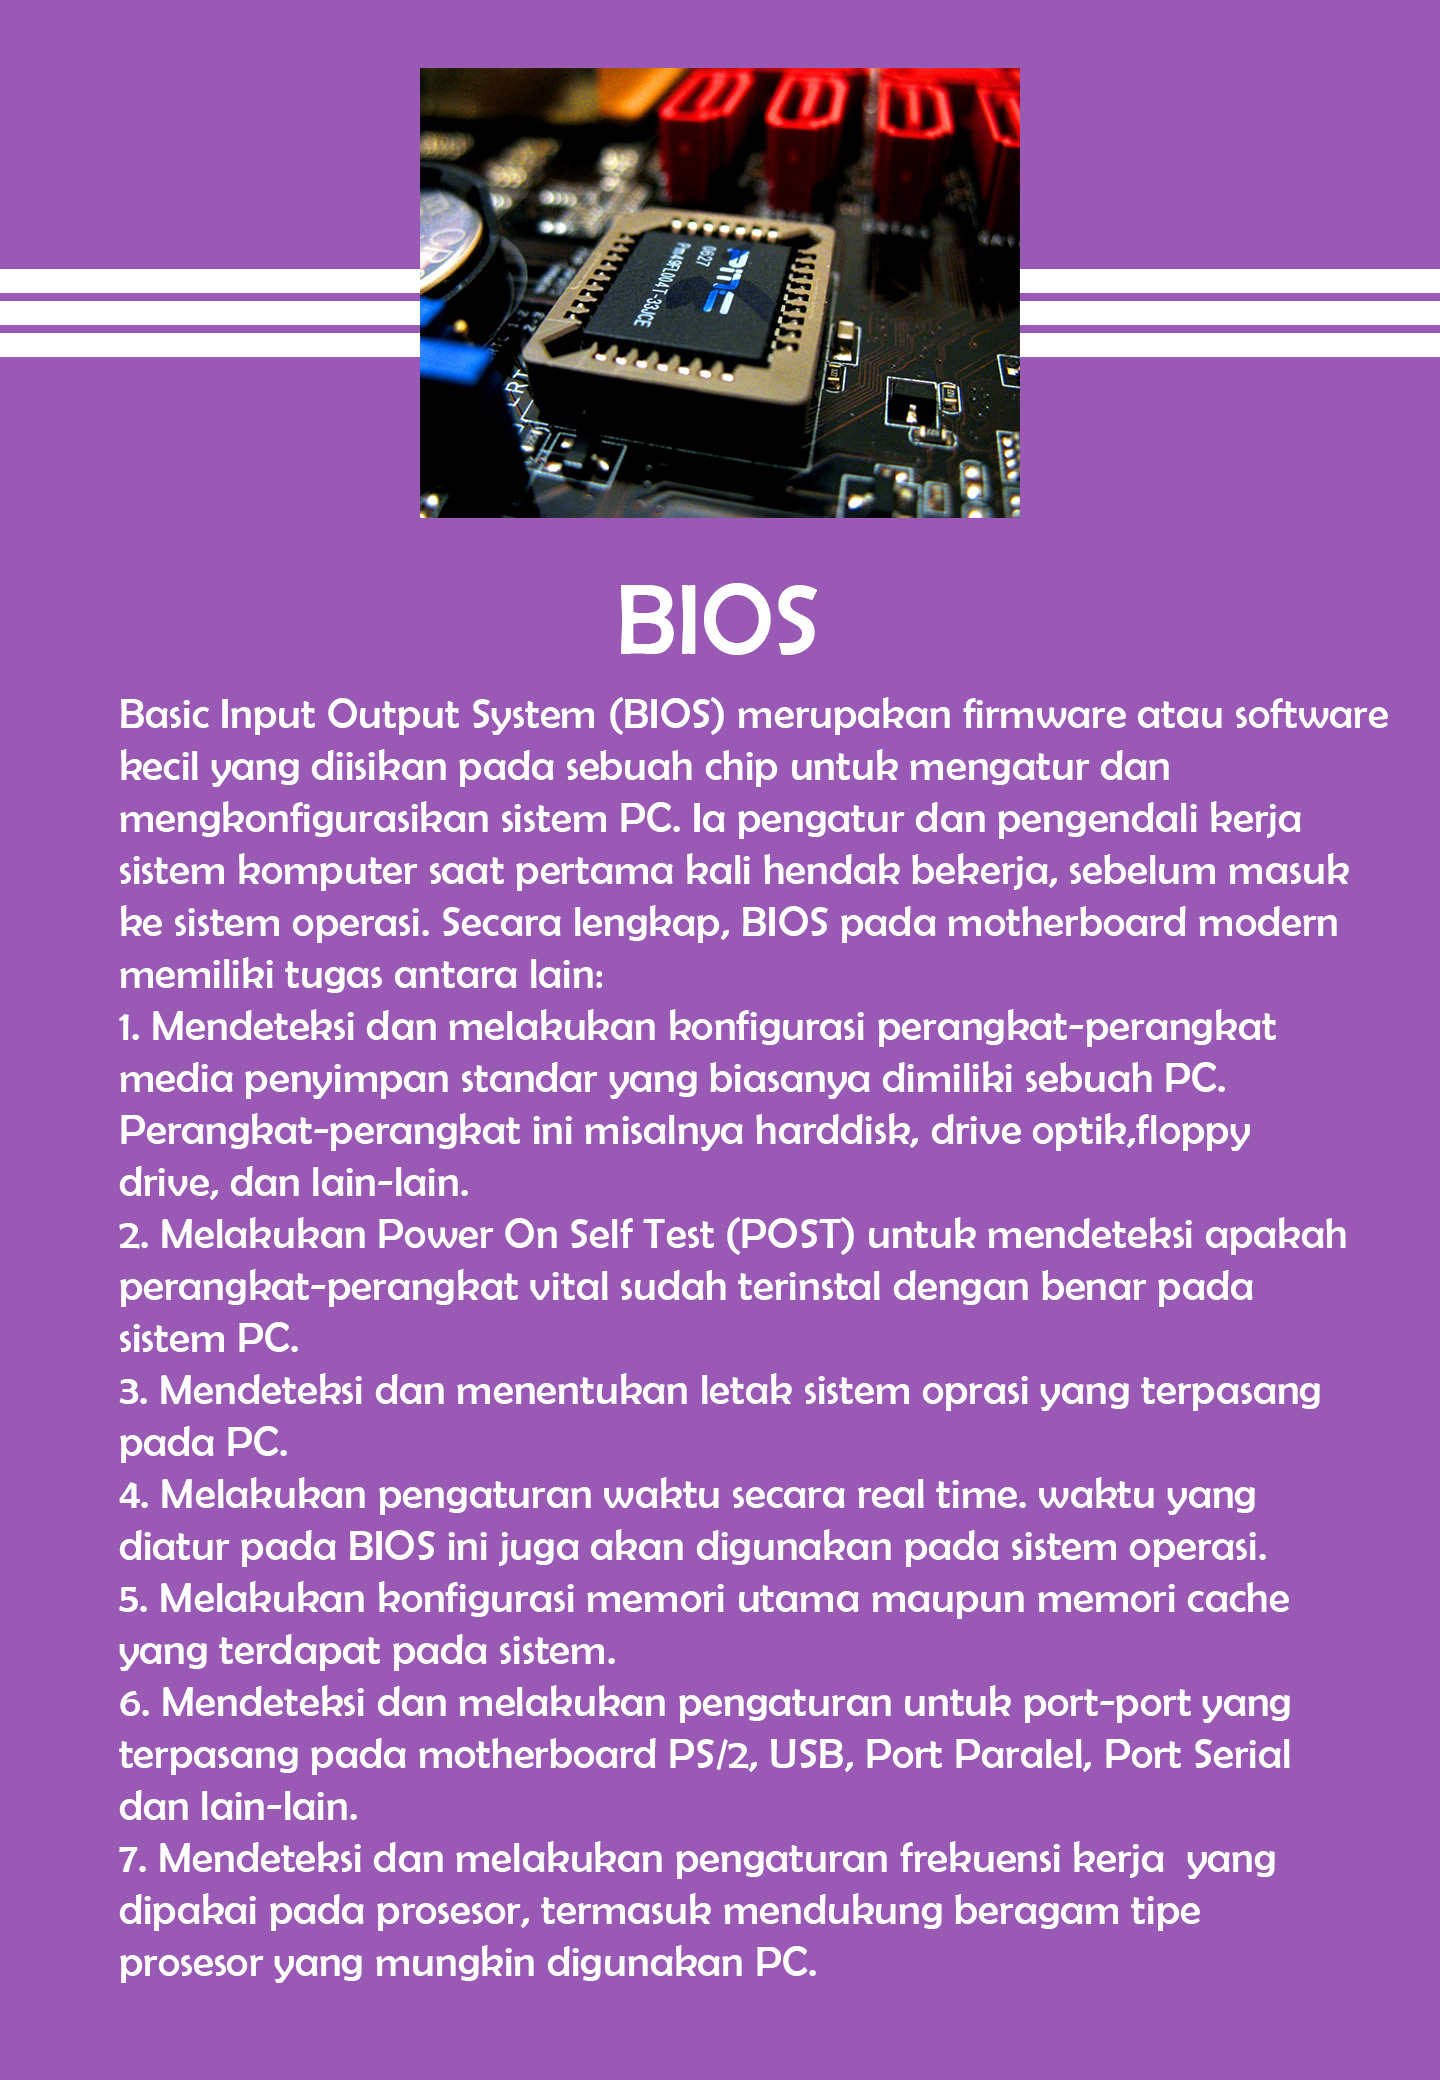 pmc
0627
Pm49FL004T-33JCE
BIOS
Basic Input Output System (BIOS) merupakan firmware atau software
kecil yang diisikan pada sebuah chip untuk mengatur dan
mengkonfigurasikan sistem PC. Ia pengatur dan pengendali kerja
sistem komputer saat pertama kali hendak bekerja, sebelum masuk
ke sistem operasi. Secara lengkap, BIOS pada motherboard modern
memiliki tugas antara lain:
1. Mendeteksi dan melakukan konfigurasi perangkat-perangkat
media penyimpan standar yang biasanya dimiliki sebuah PC.
Perangkat-perangkat ini misalnya harddisk, drive optik,floppy
drive, dan lain-lain.
2. Melakukan Power On Self Test (POST) untuk mendeteksi apakah
perangkat-perangkat vital sudah terinstal dengan benar pada
sistem PC.
3. Mendeteksi dan menentukan letak sistem oprasi yang terpasang
pada PC.
4. Melakukan pengaturan waktu secara real time. waktu yang
diatur pada BIOS ini juga akan digunakan pada sistem operasi.
5. Melakukan konfigurasi memori utama maupun memori cache
yang terdapat pada sistem.
6. Mendeteksi dan melakukan pengaturan untuk port-port yang
terpasang pada motherboard PS/2, USB, Port Paralel, Port Serial
dan lain-lain.
7. Mendeteksi dan melakukan pengaturan frekuensi kerja  yang
dipakai pada prosesor, termasuk mendukung beragam tipe
prosesor yang mungkin digunakan PC.